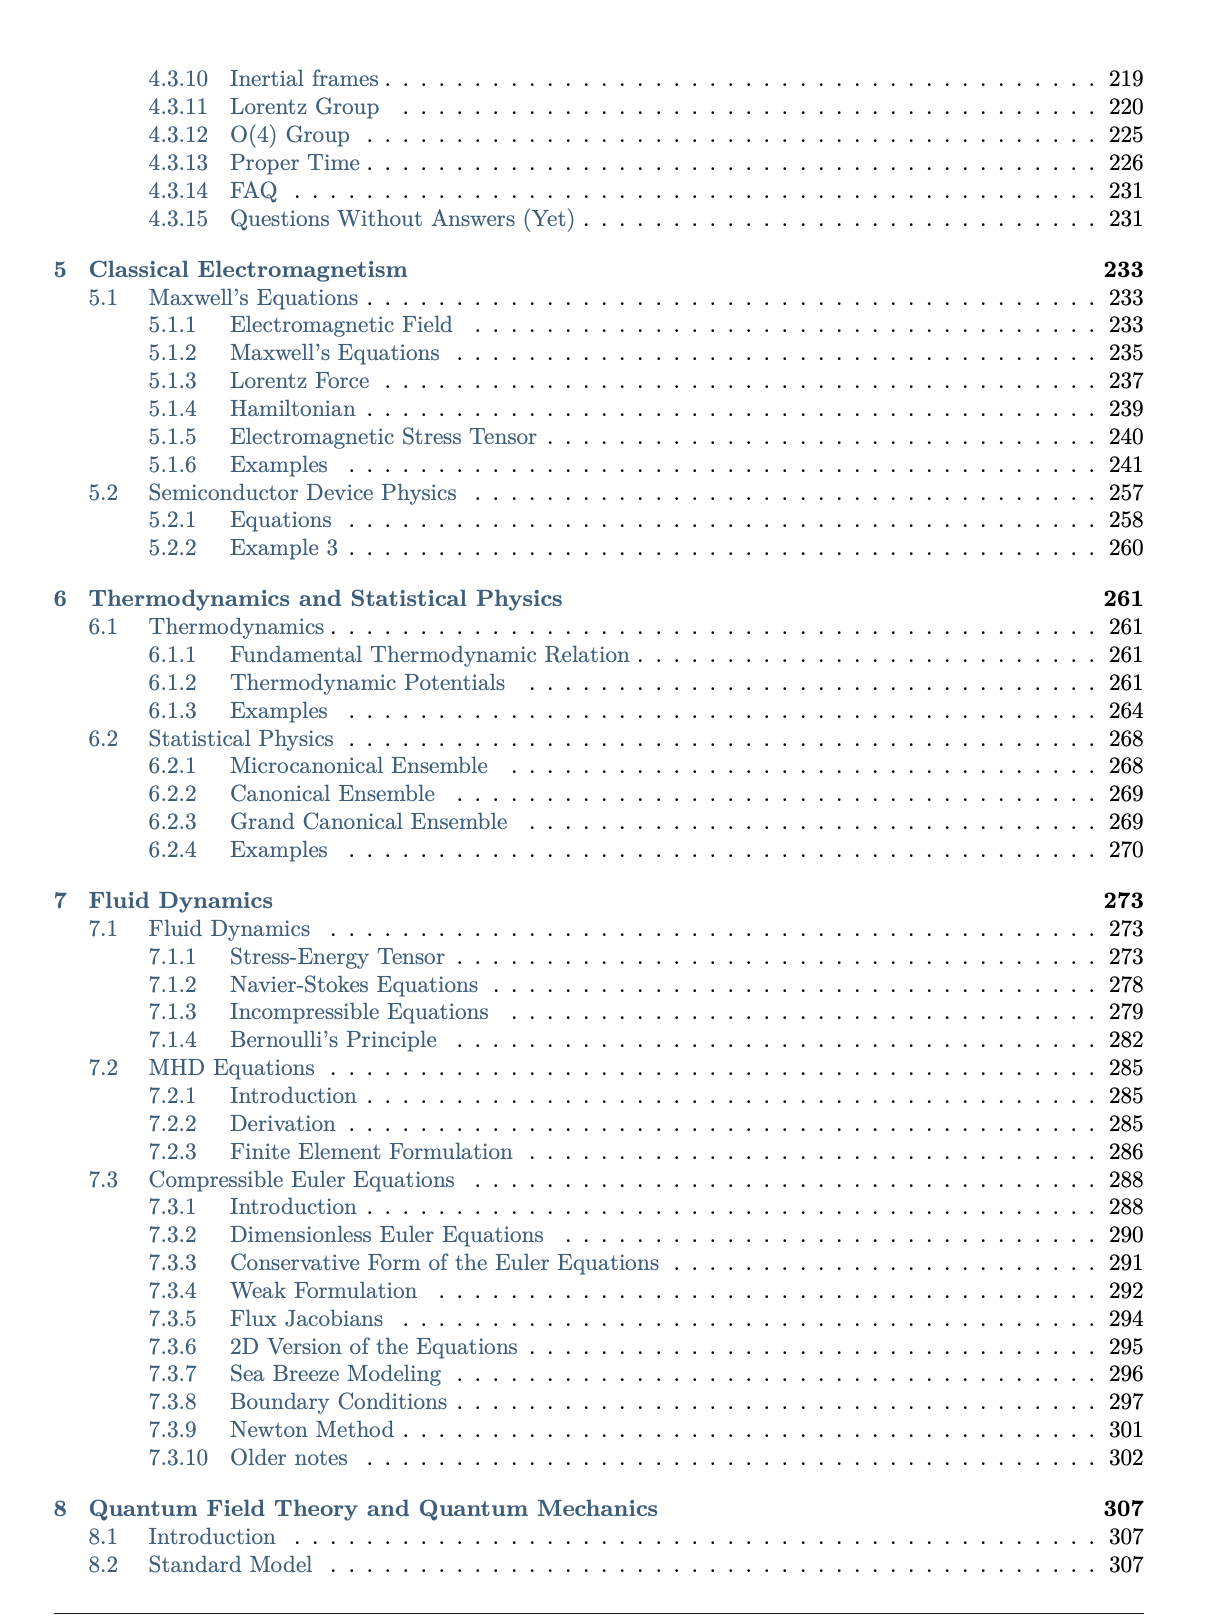 4.3.10 Inertial frames . . . . . . . . . . . . . . . . . . . . . . . . . . . . . . . . . . . . . . . . 219
4.3.11 Lorentz Group . . . . . . . . . . . . . . . . . . . . . . . . . . . . . . . . . . . . . . . 220
4.3.12 O(4) Group . . . . . . . . . . . . . . . . . . . . . . . . . . . . . . . . . . . . . . . . . 225
4.3.13 Proper Time . . . . . . . . . . . . . . . . . . . . . . . . . . . . . . . . . . . . . . . . . 226
4.3.14 FAQ . . . . . . . . . . . . . . . . . . . . . . . . . . . . . . . . . . . . . . . . . . . . . 231
4.3.15 Questions Without Answers (Yet) . . . . . . . . . . . . . . . . . . . . . . . . . . . . . 231
5 Classical Electromagnetism 233
5.1 Maxwell's Equations . . . . . . . . . . . . . . . . . . . . . . . . . . . . . . . . . . . . . . . . . 233
5.1.1 Electromagnetic Field . . . . . . . . . . . . . . . . . . . . . . . . . . . . . . . . . . . 233
5.1.2 Maxwell's Equations . . . . . . . . . . . . . . . . . . . . . . . . . . . . . . . . . . . . 235
5.1.3 Lorentz Force . . . . . . . . . . . . . . . . . . . . . . . . . . . . . . . . . . . . . . . . 237
5.1.4 Hamiltonian . . . . . . . . . . . . . . . . . . . . . . . . . . . . . . . . . . . . . . . . . 239
5.1.5 Electromagnetic Stress Tensor . . . . . . . . . . . . . . . . . . . . . . . . . . . . . . . 240
5.1.6 Examples . . . . . . . . . . . . . . . . . . . . . . . . . . . . . . . . . . . . . . . . . . 241
5.2 Semiconductor Device Physics . . . . . . . . . . . . . . . . . . . . . . . . . . . . . . . . . . . 257
5.2.1 Equations . . . . . . . . . . . . . . . . . . . . . . . . . . . . . . . . . . . . . . . . . . 258
5.2.2 Example 3 . . . . . . . . . . . . . . . . . . . . . . . . . . . . . . . . . . . . . . . . . . 260
6 Thermodynamics and Statistical Physics 261
6.1 Thermodynamics . . . . . . . . . . . . . . . . . . . . . . . . . . . . . . . . . . . . . . . . . . . 261
6.1.1 Fundamental Thermodynamic Relation . . . . . . . . . . . . . . . . . . . . . . . . . . 261
6.1.2 Thermodynamic Potentials . . . . . . . . . . . . . . . . . . . . . . . . . . . . . . . . 261
6.1.3 Examples . . . . . . . . . . . . . . . . . . . . . . . . . . . . . . . . . . . . . . . . . . 264
6.2 Statistical Physics . . . . . . . . . . . . . . . . . . . . . . . . . . . . . . . . . . . . . . . . . . 268
6.2.1 Microcanonical Ensemble . . . . . . . . . . . . . . . . . . . . . . . . . . . . . . . . . 268
6.2.2 Canonical Ensemble . . . . . . . . . . . . . . . . . . . . . . . . . . . . . . . . . . . . 269
6.2.3 Grand Canonical Ensemble . . . . . . . . . . . . . . . . . . . . . . . . . . . . . . . . 269
6.2.4 Examples . . . . . . . . . . . . . . . . . . . . . . . . . . . . . . . . . . . . . . . . . . 270
7 Fluid Dynamics 273
7.1 Fluid Dynamics . . . . . . . . . . . . . . . . . . . . . . . . . . . . . . . . . . . . . . . . . . . 273
7.1.1 Stress-Energy Tensor . . . . . . . . . . . . . . . . . . . . . . . . . . . . . . . . . . . . 273
7.1.2 Navier-Stokes Equations . . . . . . . . . . . . . . . . . . . . . . . . . . . . . . . . . . 278
7.1.3 Incompressible Equations . . . . . . . . . . . . . . . . . . . . . . . . . . . . . . . . . 279
7.1.4 Bernoulli's Principle . . . . . . . . . . . . . . . . . . . . . . . . . . . . . . . . . . . . 282
7.2 MHD Equations . . . . . . . . . . . . . . . . . . . . . . . . . . . . . . . . . . . . . . . . . . . 285
7.2.1 Introduction . . . . . . . . . . . . . . . . . . . . . . . . . . . . . . . . . . . . . . . . . 285
7.2.2 Derivation . . . . . . . . . . . . . . . . . . . . . . . . . . . . . . . . . . . . . . . . . . 285
7.2.3 Finite Element Formulation . . . . . . . . . . . . . . . . . . . . . . . . . . . . . . . . 286
7.3 Compressible Euler Equations . . . . . . . . . . . . . . . . . . . . . . . . . . . . . . . . . . . 288
7.3.1 Introduction . . . . . . . . . . . . . . . . . . . . . . . . . . . . . . . . . . . . . . . . . 288
7.3.2 Dimensionless Euler Equations . . . . . . . . . . . . . . . . . . . . . . . . . . . . . . 290
7.3.3 Conservative Form of the Euler Equations . . . . . . . . . . . . . . . . . . . . . . . . 291
7.3.4 Weak Formulation . . . . . . . . . . . . . . . . . . . . . . . . . . . . . . . . . . . . . 292
7.3.5 Flux Jacobians . . . . . . . . . . . . . . . . . . . . . . . . . . . . . . . . . . . . . . . 294
7.3.6 2D Version of the Equations . . . . . . . . . . . . . . . . . . . . . . . . . . . . . . . . 295
7.3.7 Sea Breeze Modeling . . . . . . . . . . . . . . . . . . . . . . . . . . . . . . . . . . . . 296
7.3.8 Boundary Conditions . . . . . . . . . . . . . . . . . . . . . . . . . . . . . . . . . . . . 297
7.3.9 Newton Method . . . . . . . . . . . . . . . . . . . . . . . . . . . . . . . . . . . . . . . 301
7.3.10 Older notes . . . . . . . . . . . . . . . . . . . . . . . . . . . . . . . . . . . . . . . . . 302
8 Quantum Field Theory and Quantum Mechanics 307
8.1 Introduction . . . . . . . . . . . . . . . . . . . . . . . . . . . . . . . . . . . . . . . . . . . . . 307
8.2 Standard Model . . . . . . . . . . . . . . . . . . . . . . . . . . . . . . . . . . . . . . . . . . . 307